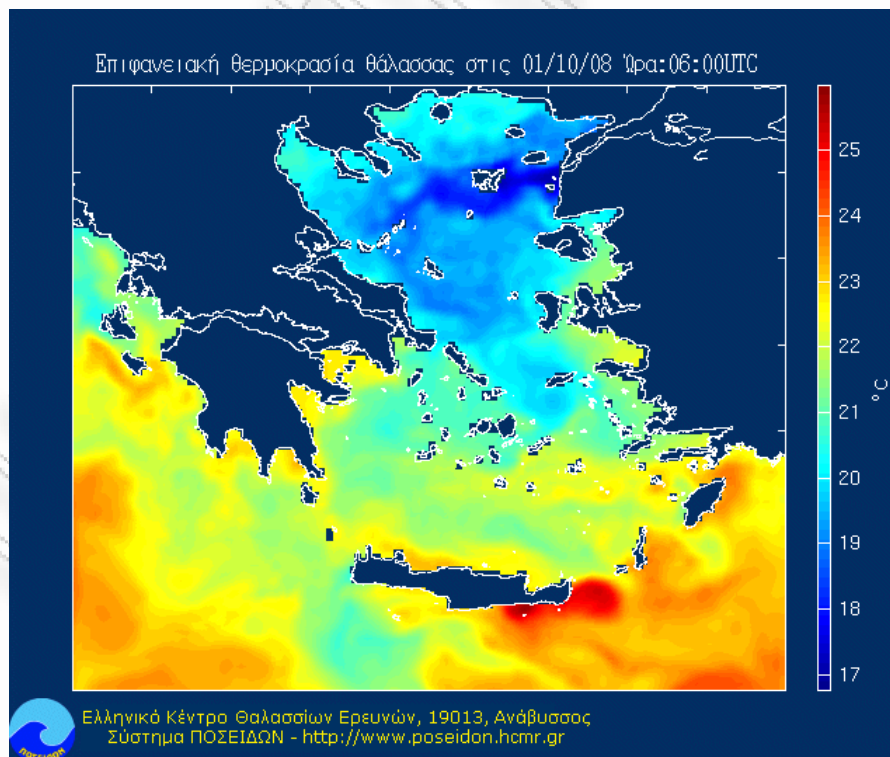 Επιφανειακή θερμοκρασία θάλασσας στις 01/10/08 Ώρα:06:00UTC
25
24
23
22
°C
21
20
19
18
17
Ελληνικό Κέντρο Θαλασσίων Ερευνών, 19013, Ανάβυσσος
Σύστημα ΠΟΣΕΙΔΩΝ - http://www.poseidon.hcmr.gr
ΠΟΣΕΙΔΩΝ